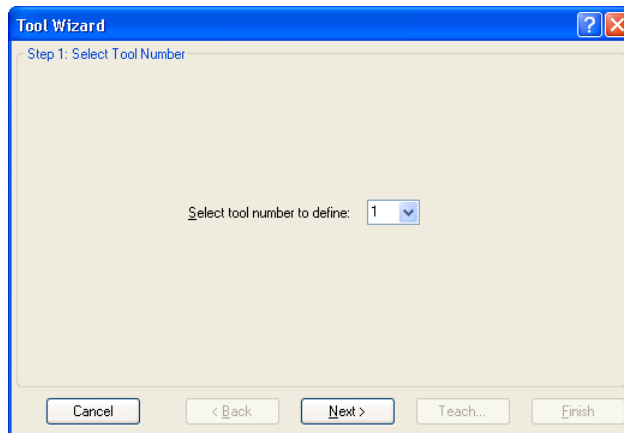 Tool Wizard
Step 1: Select Tool Number
Select tool number to define: 1
Cancel < Back Next > Teach... Finish